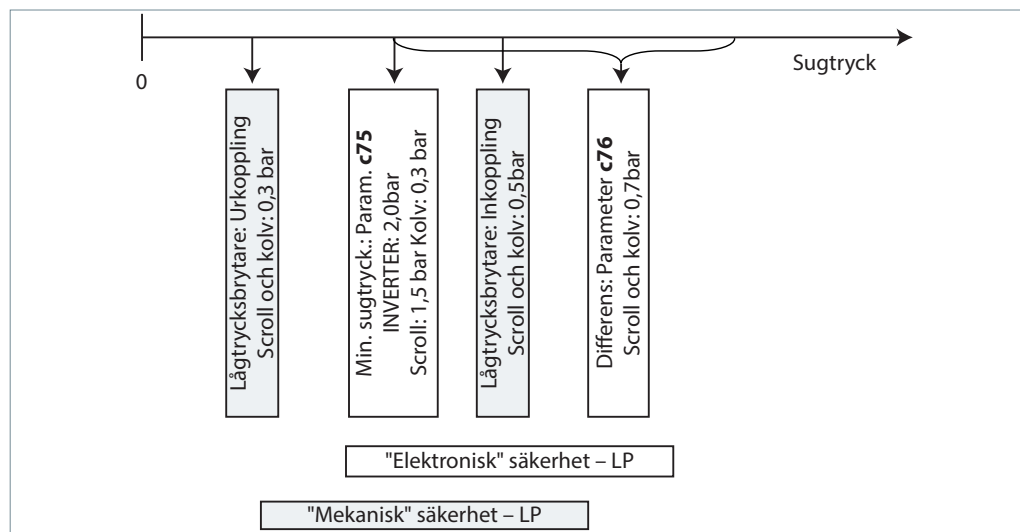 0
Sugtryck
Lågtrycksbrytare: Urkoppling
Scroll och kolv: 0,3 bar
Min. sugtryck.: Param. c75
INVERTER: 2,0bar
Scroll: 1,5 bar Kolv: 0,3 bar
Lågtrycksbrytare: Inkoppling
Scroll och kolv: 0,5bar
Differens: Parameter c76
Scroll och kolv: 0,7bar
"Elektronisk" säkerhet – LP
"Mekanisk" säkerhet – LP